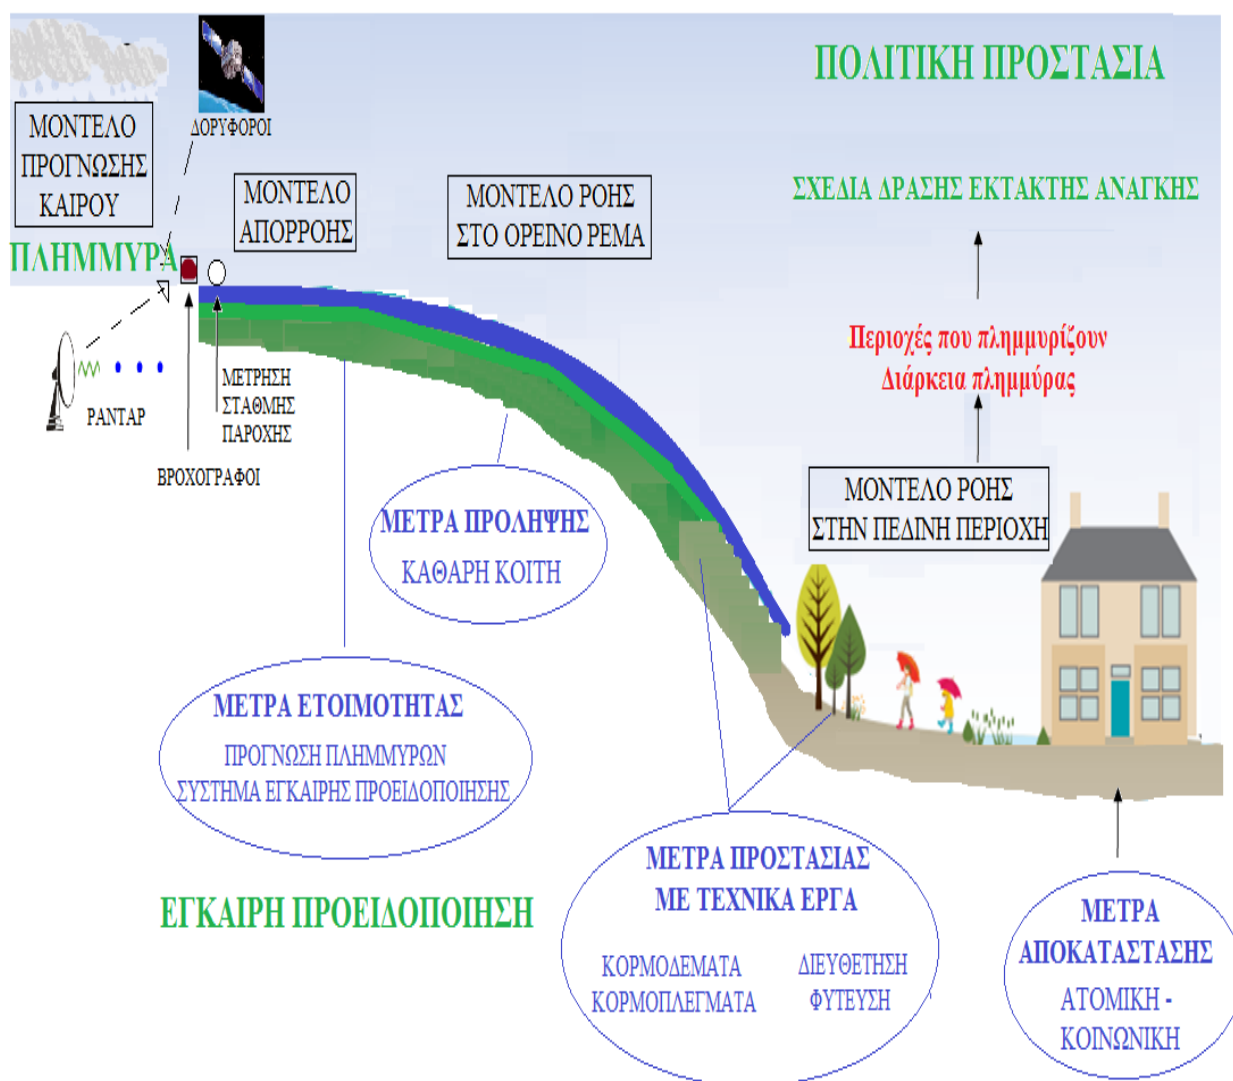 ΠΟΛΙΤΙΚΗ ΠΡΟΣΤΑΣΙΑ
ΔΟΡΥΦΟΡΟΙ
ΜΟΝΤΕΛΟ
ΠΡΟΓΝΩΣΗΣ
ΚΑΙΡΟΥ
ΜΟΝΤΕΛΟ
ΑΠΟΡΡΟΗΣ
ΜΟΝΤΕΛΟ ΡΟΗΣ
ΣΤΟ ΟΡΕΙΝΟ ΡΕΜΑ
ΣΧΕΔΙΑ ΔΡΑΣΗΣ ΕΚΤΑΚΤΗΣ ΑΝΑΓΚΗΣ
ΠΛΗΜΜΥΡΑ
Περιοχές που πλημμυρίζουν
Διάρκεια πλημμύρας
ΡΑΝΤΑΡ
ΜΕΤΡΗΣΗ
ΣΤΑΘΜΗΣ
ΠΑΡΟΧΗΣ
ΒΡΟΧΟΓΡΑΦΟΙ
ΜΟΝΤΕΛΟ ΡΟΗΣ
ΣΤΗΝ ΠΕΔΙΝΗ ΠΕΡΙΟΧΗ
ΜΕΤΡΑ ΠΡΟΛΗΨΗΣ
ΚΑΘΑΡΗ ΚΟΙΤΗ
ΜΕΤΡΑ ΕΤΟΙΜΟΤΗΤΑΣ
ΠΡΟΓΝΩΣΗ ΠΛΗΜΜΥΡΩΝ
ΣΥΣΤΗΜΑ ΕΓΚΑΙΡΗΣ ΠΡΟΕΙΔΟΠΟΙΗΣΗΣ
ΕΓΚΑΙΡΗ ΠΡΟΕΙΔΟΠΟΙΗΣΗ
ΜΕΤΡΑ ΠΡΟΣΤΑΣΙΑΣ
ΜΕ ΤΕΧΝΙΚΑ ΕΡΓΑ
ΚΟΡΜΟΔΕΜΑΤΑ
ΚΟΡΜΟΠΛΕΓΜΑΤΑ
ΔΙΕΥΘΕΤΗΣΗ
ΦΥΤΕΥΣΗ
ΜΕΤΡΑ
ΑΠΟΚΑΤΑΣΤΑΣΗΣ
ΑΤΟΜΙΚΗ -
ΚΟΙΝΩΝΙΚΗ